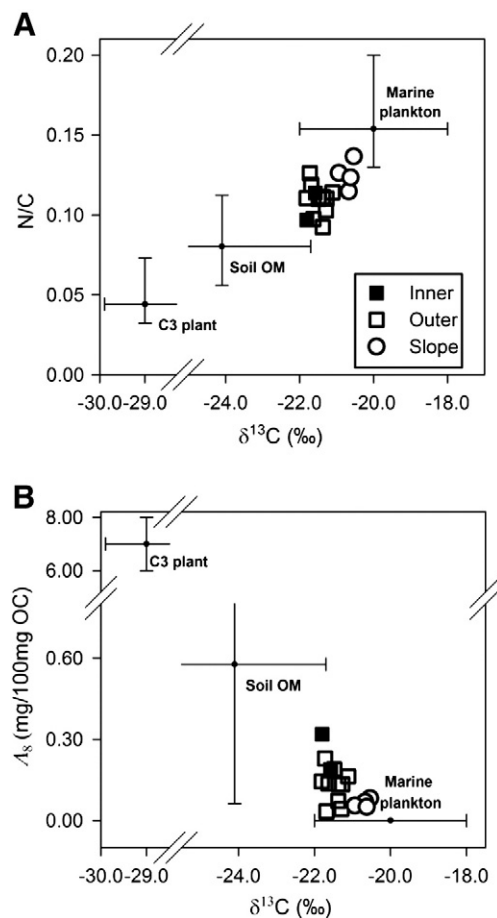 A
0.20
Marine
plankton
0.15
N/C
0.10
Soil OM
0.05
C3 plant
Inner
Outer
Slope
0.00
-30.0 -29.0 -24.0 -22.0 -20.0 -18.0
δ¹³C (‰)
B
8.00
C3 plant
6.00
Λ₈ (mg/100mg OC)
0.60
Soil OM
0.30
Marine
plankton
0.00
-30.0 -29.0 -24.0 -22.0 -20.0 -18.0
δ¹³C (‰)